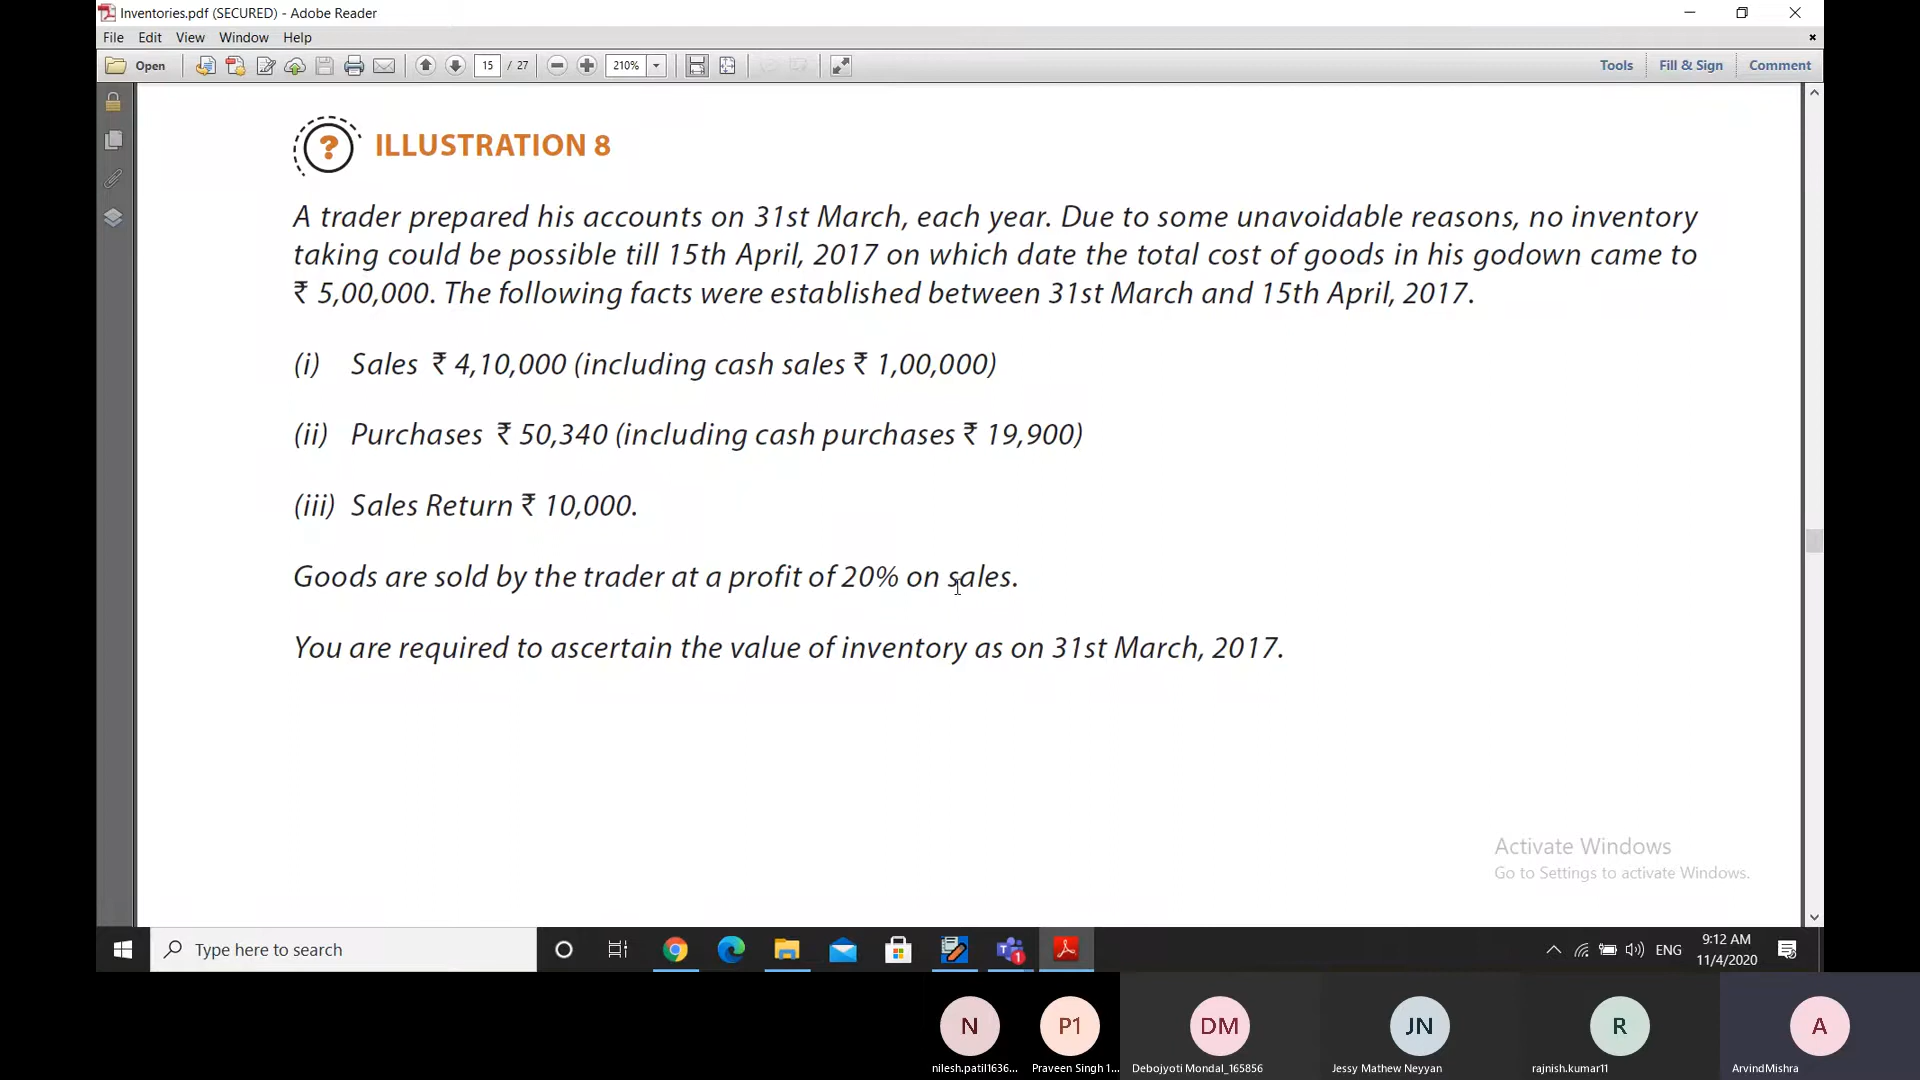 Inventories.pdf (SECURED) - Adobe Reader
File Edit View Window Help
Open 15 / 27 210% Tools Fill & Sign Comment
? ILLUSTRATION 8
A trader prepared his accounts on 31st March, each year. Due to some unavoidable reasons, no inventory
taking could be possible till 15th April, 2017 on which date the total cost of goods in his godown came to
₹ 5,00,000. The following facts were established between 31st March and 15th April, 2017.
(i) Sales ₹ 4,10,000 (including cash sales ₹ 1,00,000)
(ii) Purchases ₹ 50,340 (including cash purchases ₹ 19,900)
(iii) Sales Return ₹ 10,000.
Goods are sold by the trader at a profit of 20% on sales.
You are required to ascertain the value of inventory as on 31st March, 2017.
Activate Windows
Go to Settings to activate Windows.
Type here to search
1
ENG
9:12 AM
11/4/2020
N P1 DM JN R A
nilesh.patil1636... Praveen Singh 1... Debojyoti Mondal_165856 Jessy Mathew Neyyan rajnish.kumar11 ArvindMishra